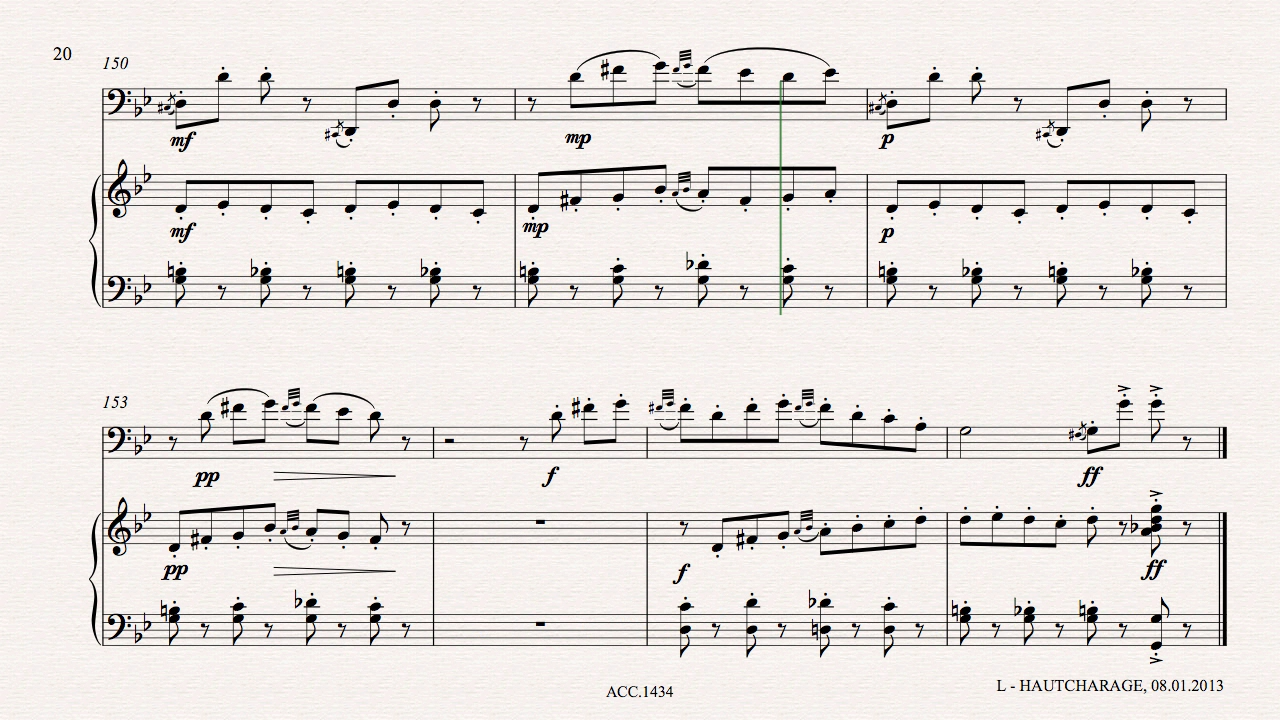 20
150
mf
mp
p
mf
mp
p
153
pp
f
ff
pp
f
ff
L - HAUTCHARAGE, 08.01.2013
ACC.1434